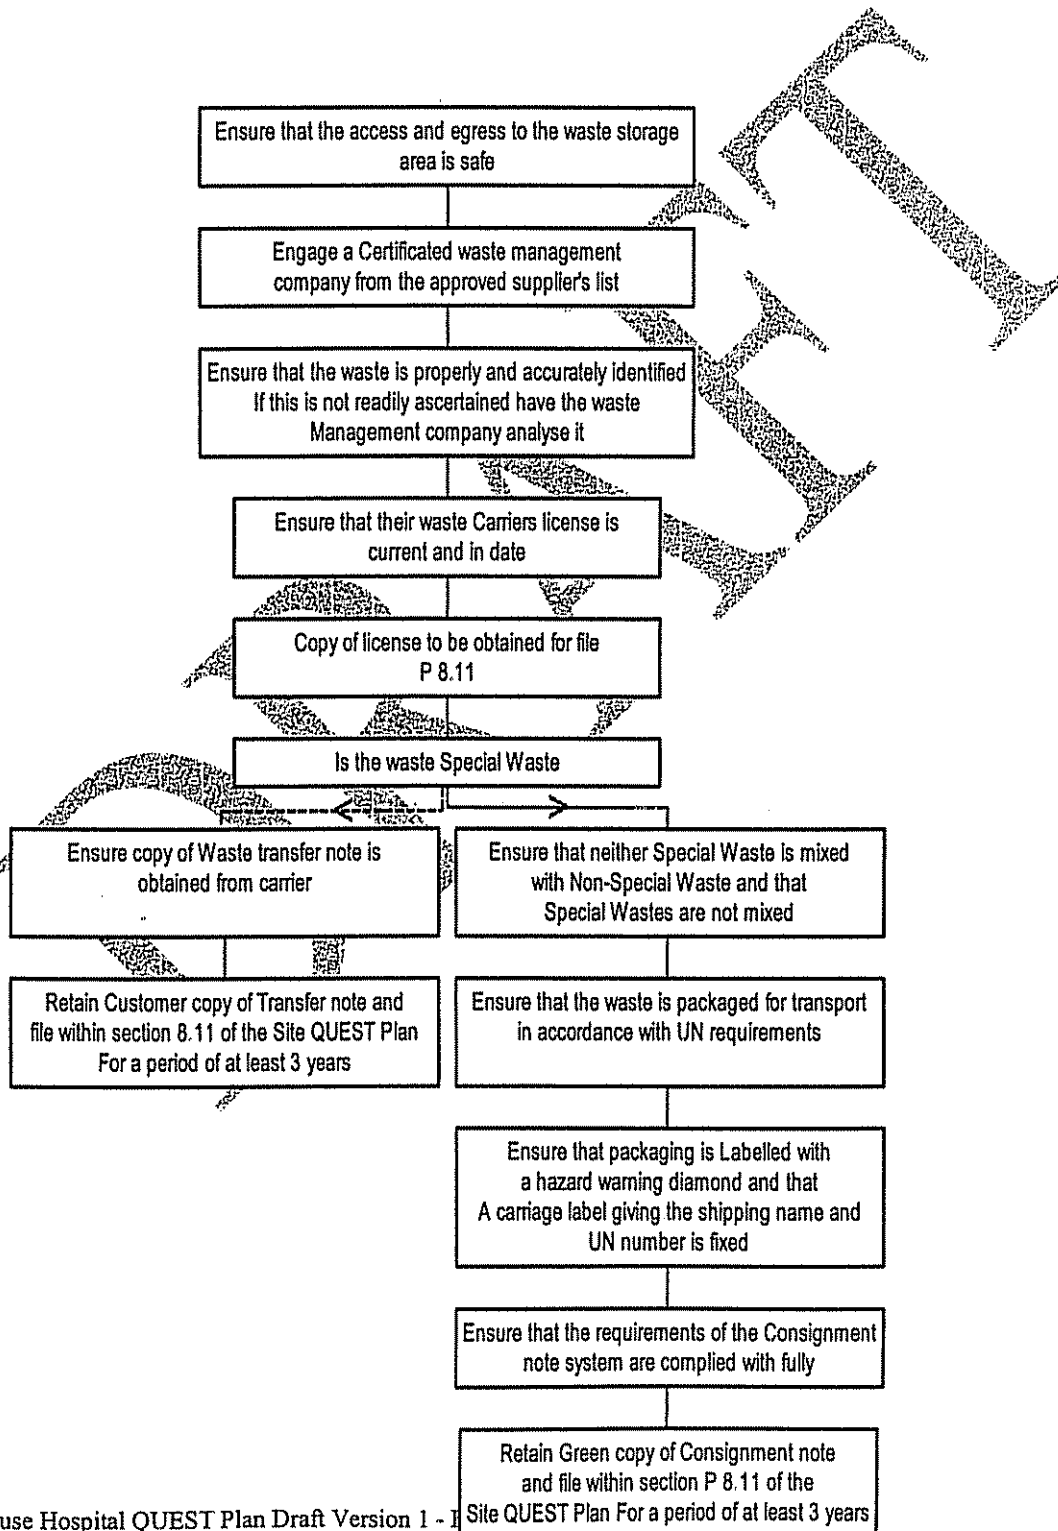 Ensure that the access and egress to the waste storage
area is safe
Engage a Certificated waste management
company from the approved supplier's list
Ensure that the waste is properly and accurately identified
If this is not readily ascertained have the waste
Management company analyse it
Ensure that their waste Carriers license is
current and in date
Copy of license to be obtained for file
P 8.11
Is the waste Special Waste
Ensure copy of Waste transfer note is
obtained from carrier
Retain Customer copy of Transfer note and
file within section 8.11 of the Site QUEST Plan
For a period of at least 3 years
Ensure that neither Special Waste is mixed
with Non-Special Waste and that
Special Wastes are not mixed
Ensure that the waste is packaged for transport
in accordance with UN requirements
Ensure that packaging is Labelled with
a hazard warning diamond and that
A carriage label giving the shipping name and
UN number is fixed
Ensure that the requirements of the Consignment
note system are complied with fully
Retain Green copy of Consignment note
and file within section P 8.11 of the
Site QUEST Plan For a period of at least 3 years
Hospital QUEST Plan Draft Version 1 -
DRAFT